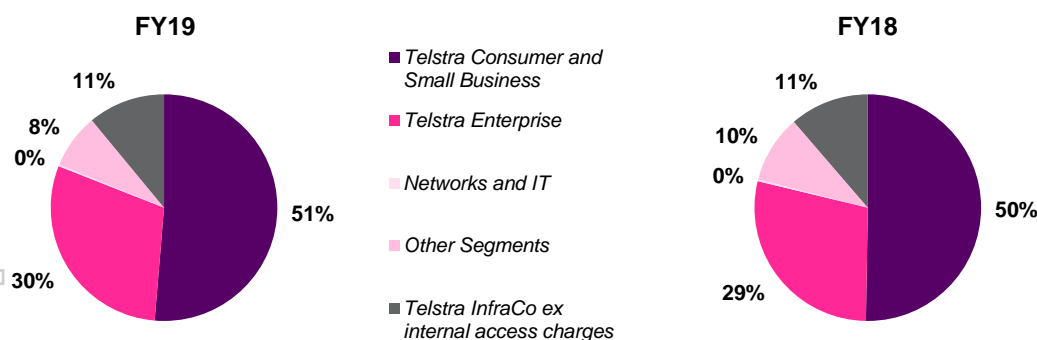 FY19
11%
8%
0%
30%
51%
Telstra Consumer and
Small Business
Telstra Enterprise
Networks and IT
Other Segments
Telstra InfraCo ex
internal access charges
FY18
11%
10%
0%
29%
50%